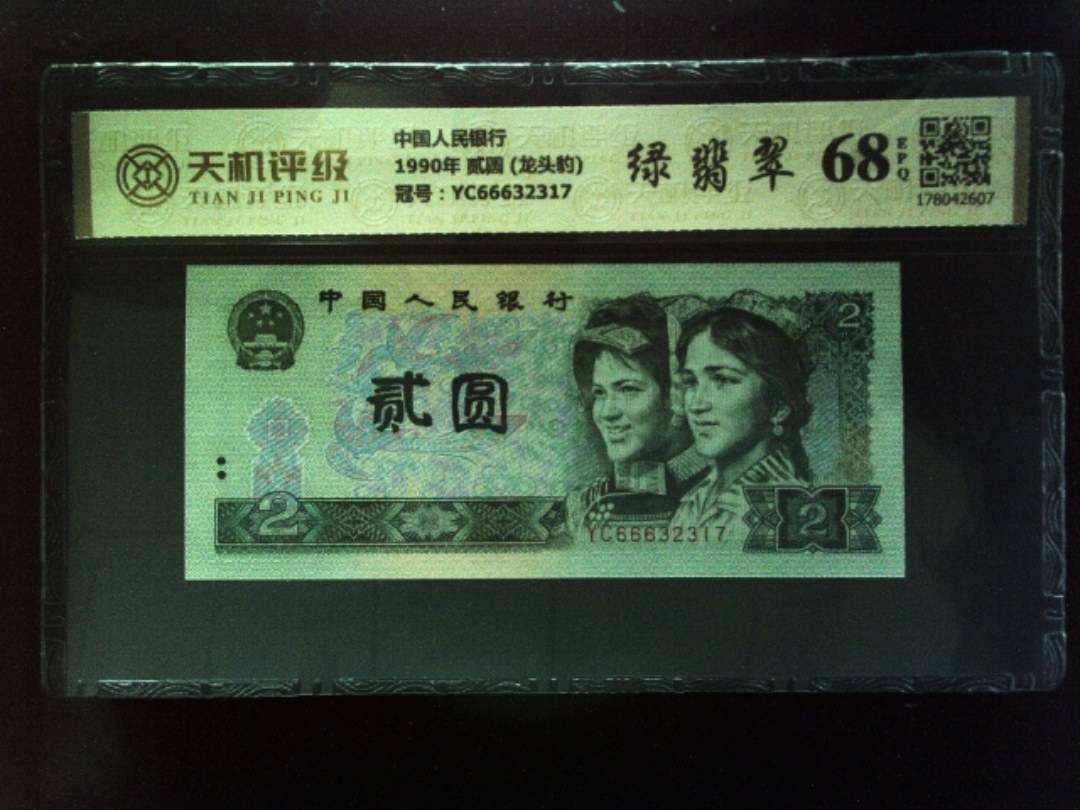 天机评级
TIAN JI PING JI
中国人民银行
1990年 贰圆 (龙头豹)
冠号：YC66632317
绿翡翠
68
EPQ
178042607
中国人民银行
2
贰圆
2
YC66632317
2